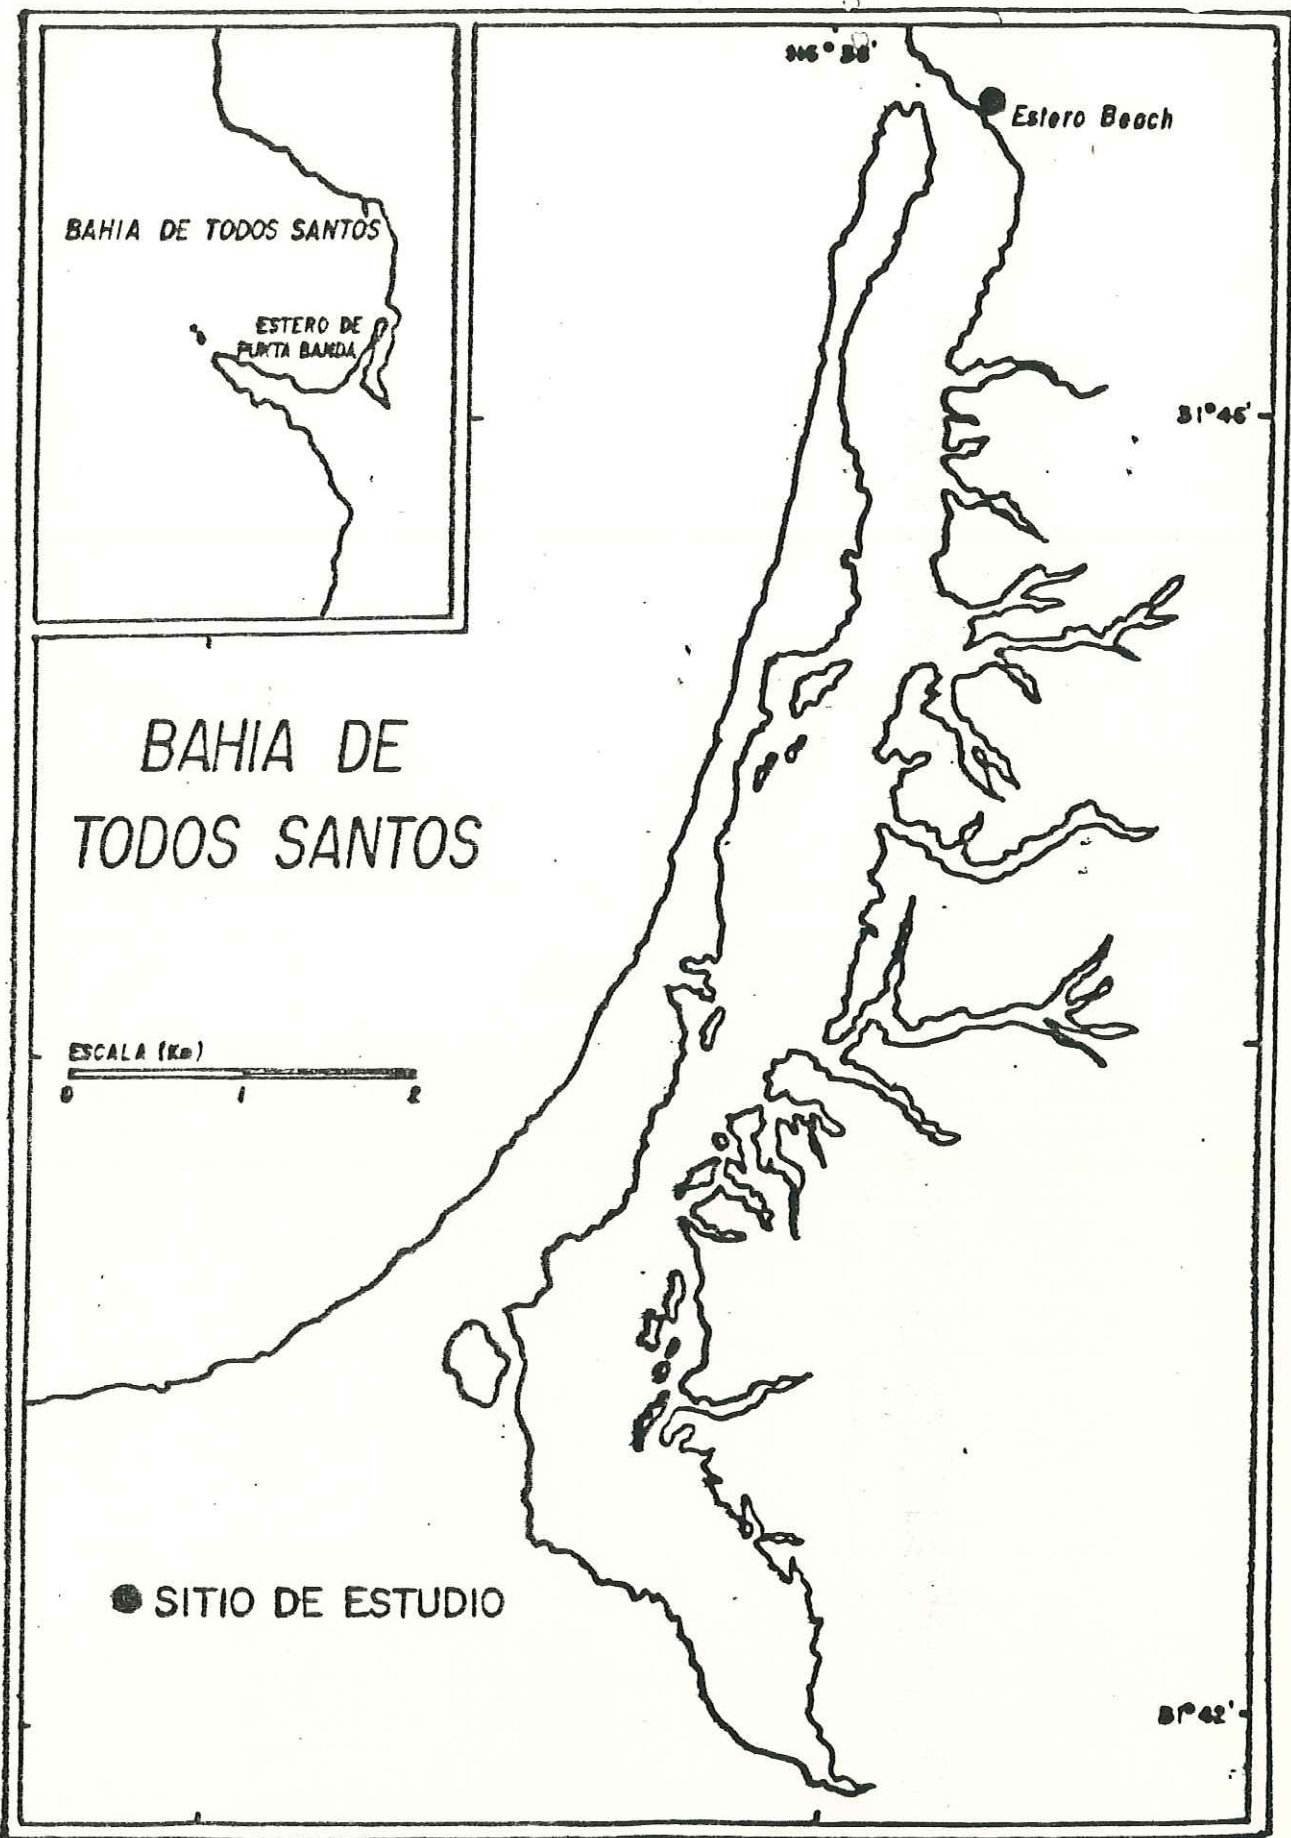 BAHIA DE TODOS SANTOS
ESTERO DE
PUNTA BANDA
116° 38'
Estero Beach
31°46'
BAHIA DE
TODOS SANTOS
ESCALA (Km)
0 1 2
SITIO DE ESTUDIO
31°42'